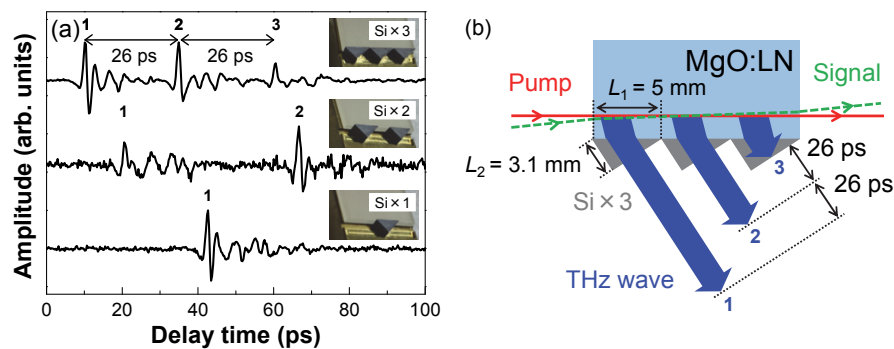 (a)
1
2
3
Si × 3
26 ps
26 ps
Si × 2
1
2
Si × 1
1
Amplitude (arb. units)
0
20
40
60
80
100
Delay time (ps)
(b)
MgO:LN
Pump
Signal
L1 = 5 mm
L2 = 3.1 mm
Si × 3
26 ps
26 ps
3
2
THz wave
1